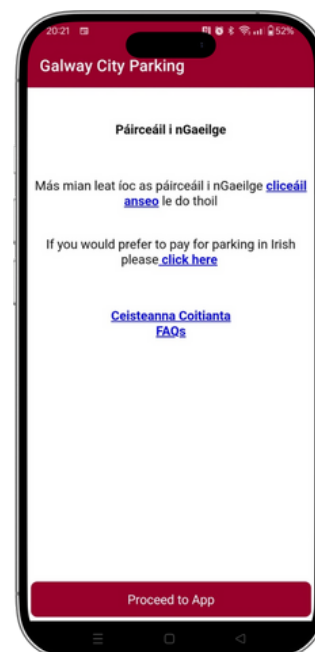 20:21 52%
Galway City Parking
Páirceáil i nGaeilge
Más mian leat íoc as páirceáil i nGaeilge cliceáil
anseo le do thoil
If you would prefer to pay for parking in Irish
please click here
Ceisteanna Coitianta
FAQs
Proceed to App